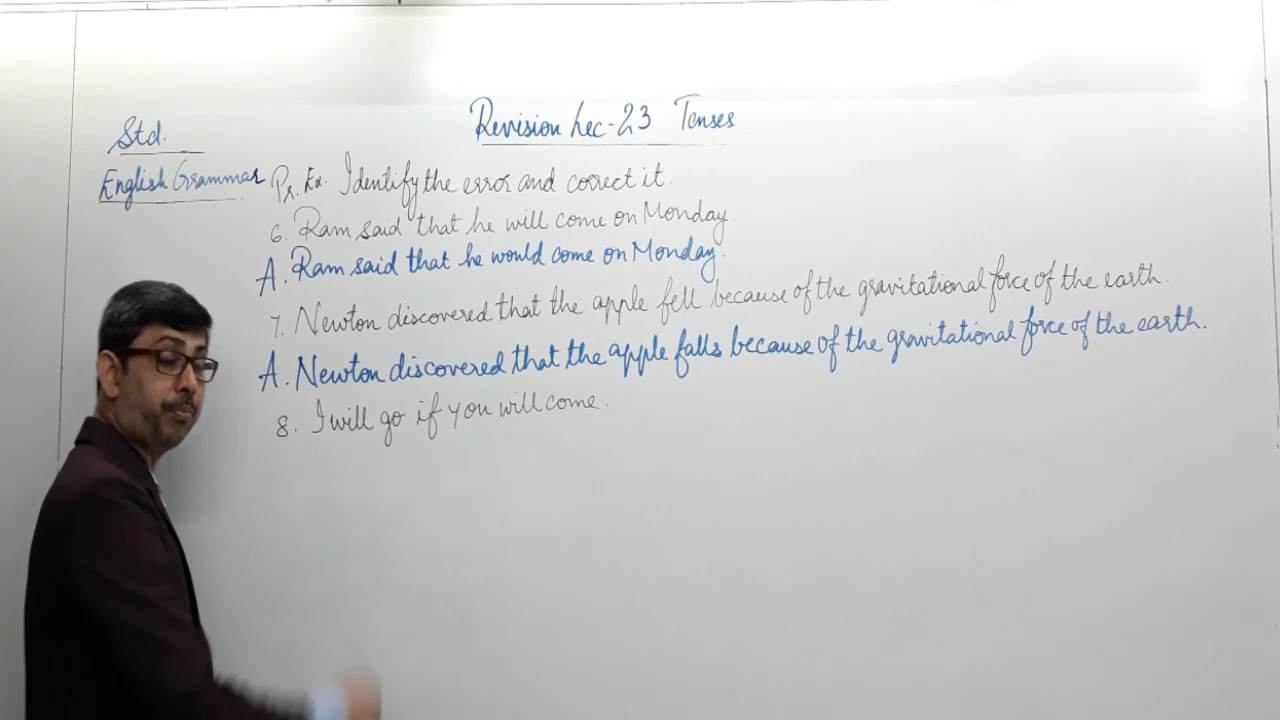 Revision Lec-23 Tenses
Std.
English Grammar
Pr. Ex. Identify the error and correct it.
6. Ram said that he will come on Monday.
A. Ram said that he would come on Monday.
7. Newton discovered that the apple fell because of the gravitational force of the earth.
A. Newton discovered that the apple falls because of the gravitational force of the earth.
8. I will go if you will come.